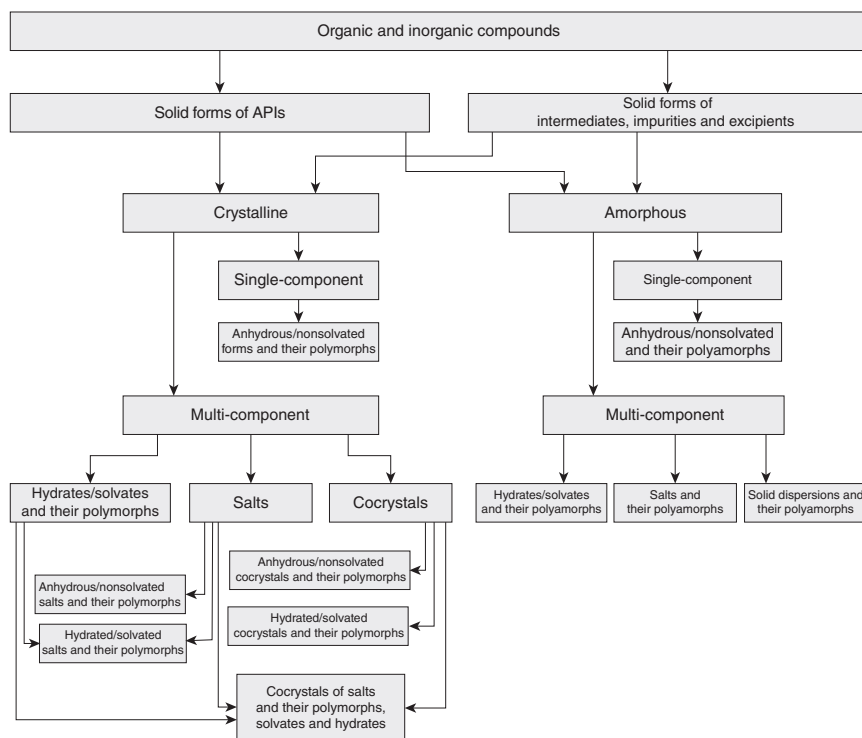 Organic and inorganic compounds
Solid forms of APIs
Solid forms of
intermediates, impurities and excipients
Crystalline
Amorphous
Single-component
Single-component
Anhydrous/nonsolvated
forms and their polymorphs
Anhydrous/nonsolvated
and their polyamorphs
Multi-component
Multi-component
Hydrates/solvates
and their polymorphs
Salts
Cocrystals
Hydrates/solvates
and their polyamorphs
Salts and
their polyamorphs
Solid dispersions and
their polyamorphs
Anhydrous/nonsolvated
salts and their polymorphs
Anhydrous/nonsolvated
cocrystals and their polymorphs
Hydrated/solvated
salts and their polymorphs
Hydrated/solvated
cocrystals and their polymorphs
Cocrystals of salts
and their polymorphs,
solvates and hydrates